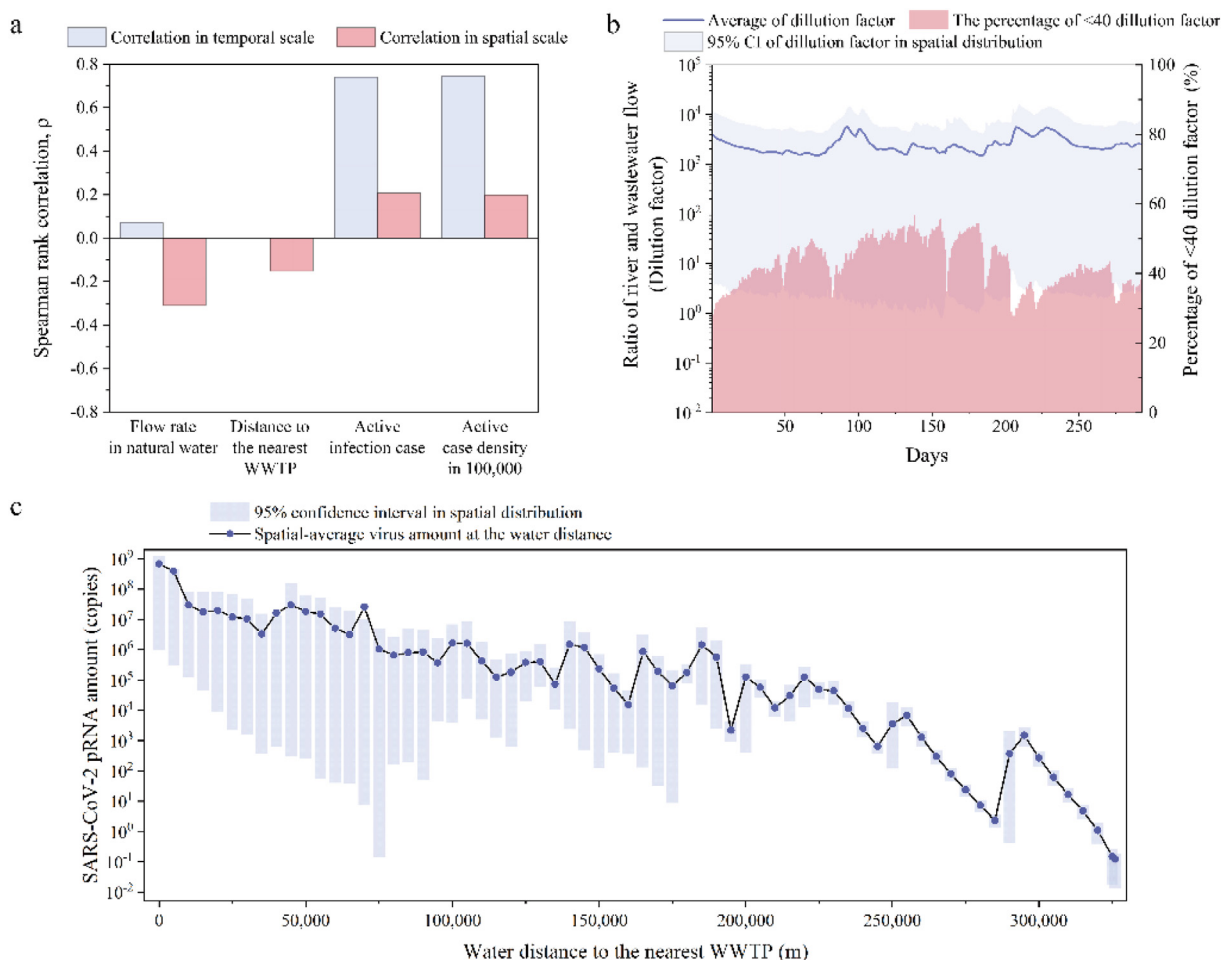 a
Correlation in temporal scale
Correlation in spatial scale
Spearman rank correlation, ρ
0.8
0.6
0.4
0.2
0.0
-0.2
-0.4
-0.6
-0.8
Flow rate
in natural water
Distance to
the nearest
WWTP
Active
infection case
Active
case density
in 100,000
b
Average of dillution factor
The percentage of <40 dillution factor
95% CI of dillution factor in spatial distribution
Ratio of river and wastewater flow
(Dillution factor)
10⁵
10⁴
10³
10²
10¹
10⁰
10⁻¹
10⁻²
100
80
60
40
20
0
Percentage of <40 dillution factor (%)
50
100
150
200
250
Days
c
95% confidence interval in spatial distribution
Spatial-average virus amount at the water distance
SARS-CoV-2 pRNA amount (copies)
10⁹
10⁸
10⁷
10⁶
10⁵
10⁴
10³
10²
10¹
10⁰
10⁻¹
10⁻²
0
50,000
100,000
150,000
200,000
250,000
300,000
Water distance to the nearest WWTP (m)